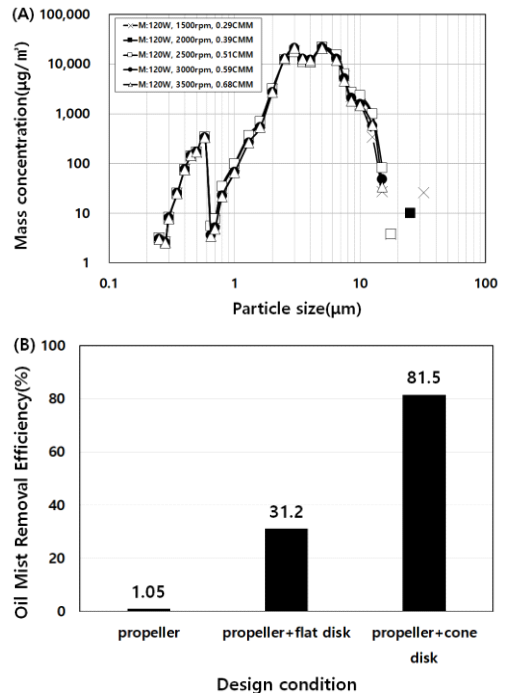 (A)
100,000
10,000
1,000
100
10
1
Mass concentration(μg/㎥)
M:120W, 1500rpm, 0.29CMM
M:120W, 2000rpm, 0.39CMM
M:120W, 2500rpm, 0.51CMM
M:120W, 3000rpm, 0.59CMM
M:120W, 3500rpm, 0.68CMM
0.1 1 10 100
Particle size(μm)
(B)
100
80
60
40
20
0
Oil Mist Removal Efficiency(%)
1.05
31.2
81.5
propeller propeller+flat disk propeller+cone
disk
Design condition